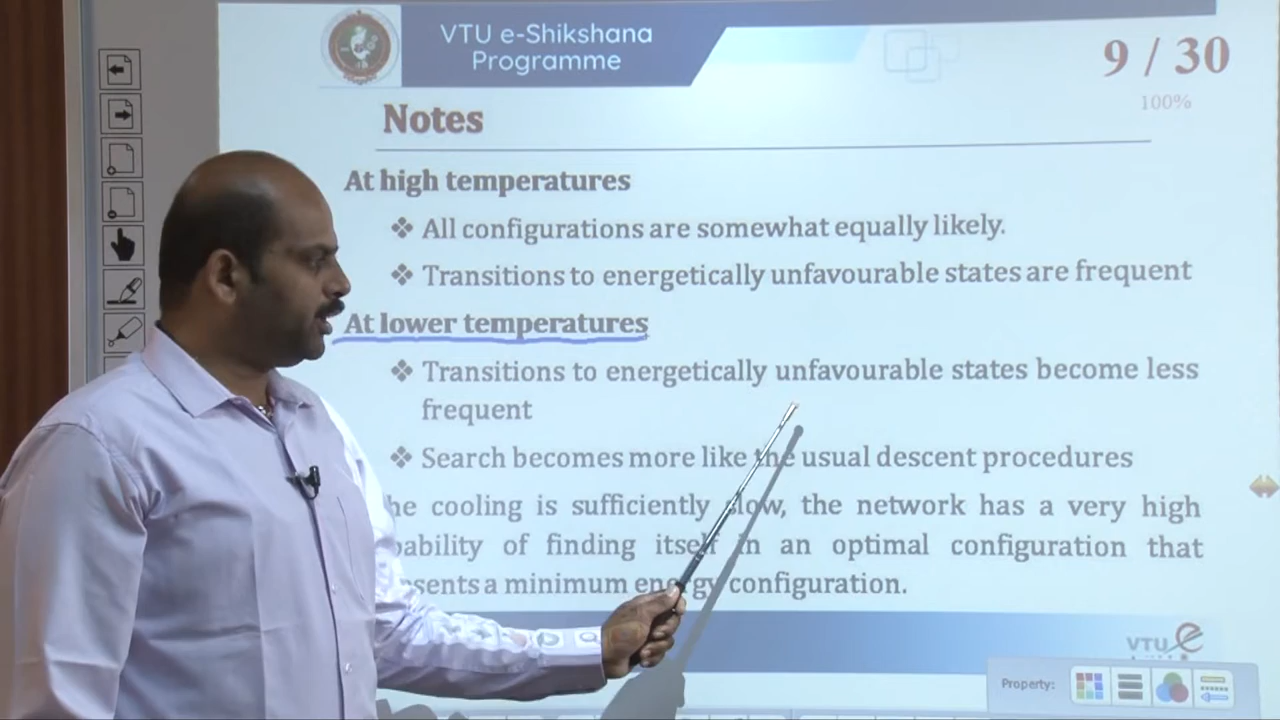 VTU e-Shikshana
Programme
9 / 30
100%
Notes
At high temperatures
❖ All configurations are somewhat equally likely.
❖ Transitions to energetically unfavourable states are frequent
At lower temperatures
❖ Transitions to energetically unfavourable states become less
frequent
❖ Search becomes more like the usual descent procedures
he cooling is sufficiently slow, the network has a very high
bability of finding itself in an optimal configuration that
esents a minimum energy configuration.
VTU e
Property: